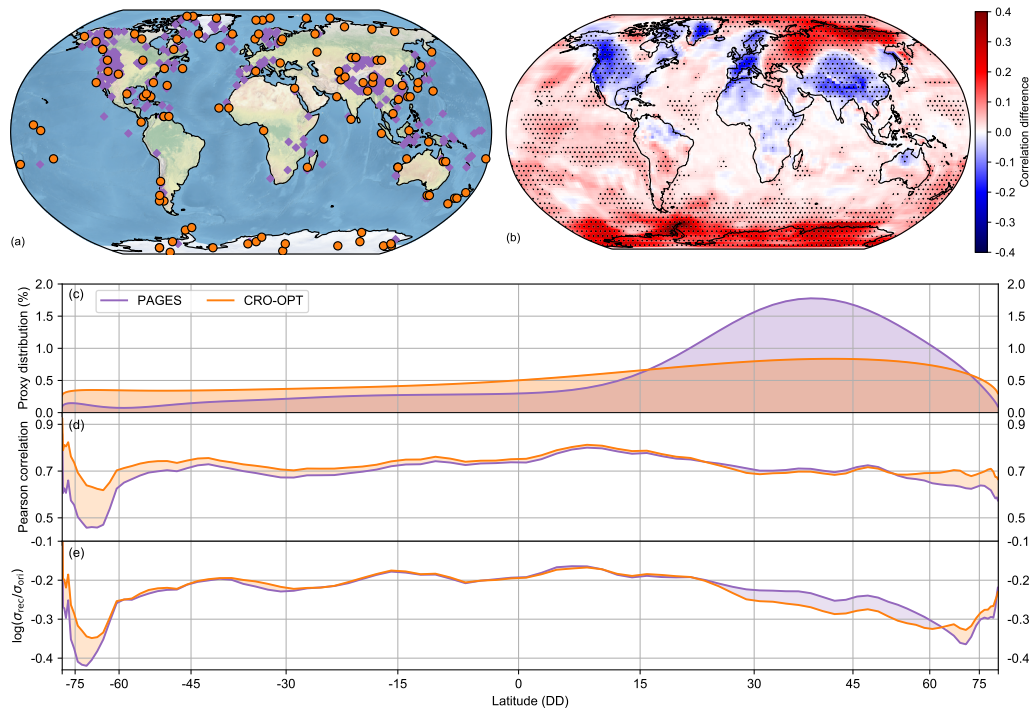 (a)
(b)
0.4
0.3
0.2
0.1
0.0
-0.1
-0.2
-0.3
-0.4
Correlation difference
(c)
PAGES
CRO-OPT
2.0
1.5
1.0
0.5
0.0
Proxy distribution (%)
2.0
1.5
1.0
0.5
0.0
(d)
0.9
0.7
0.5
Pearson correlation
0.9
0.7
0.5
(e)
-0.1
-0.2
-0.3
-0.4
log(σrec/σori)
-0.1
-0.2
-0.3
-0.4
-75 -60 -45 -30 -15 0 15 30 45 60 75
Latitude (DD)